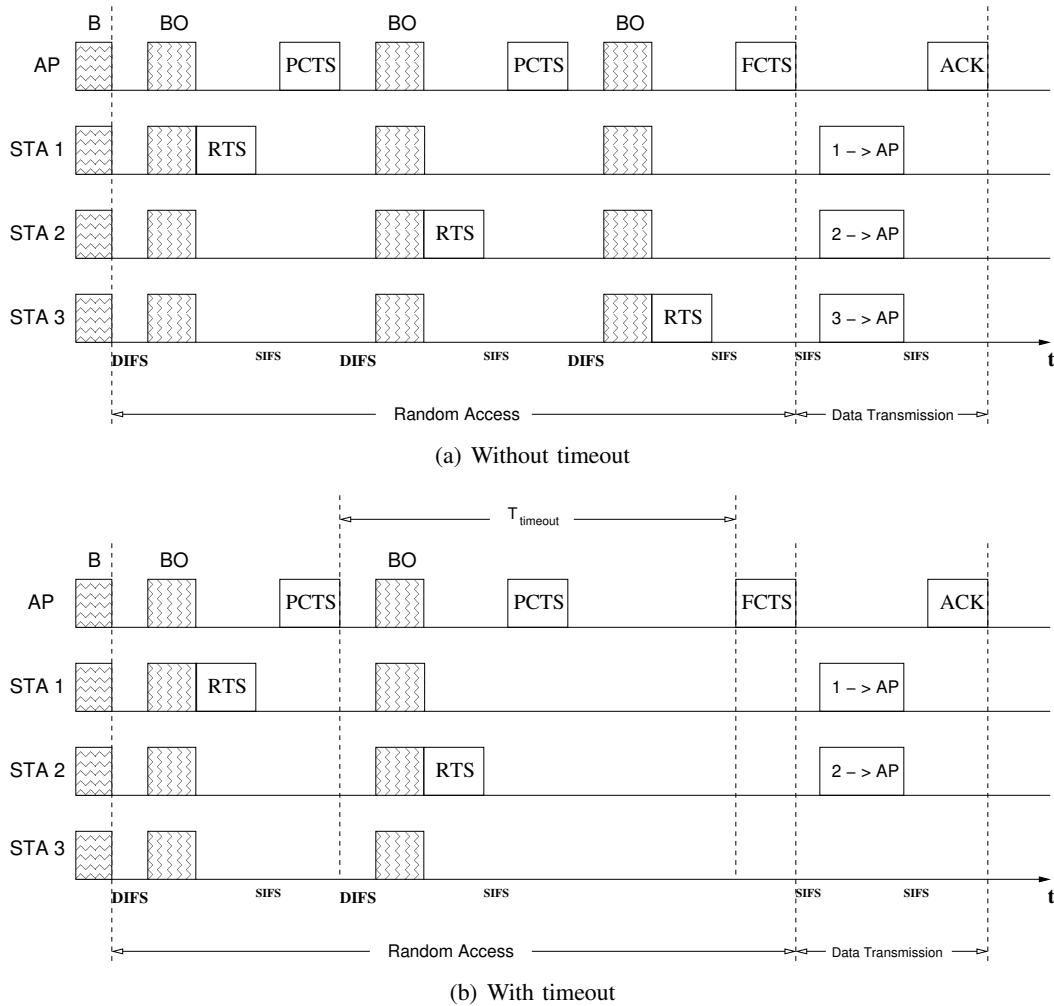 B BO BO BO
AP PCTS PCTS FCTS ACK
STA 1 RTS 1 - > AP
STA 2 RTS 2 - > AP
STA 3 RTS 3 - > AP
DIFS SIFS DIFS SIFS DIFS SIFS SIFS SIFS t
Random Access Data Transmission
(a) Without timeout
T timeout
B BO BO
AP PCTS PCTS FCTS ACK
STA 1 RTS 1 - > AP
STA 2 RTS 2 - > AP
STA 3
DIFS SIFS DIFS SIFS SIFS SIFS t
Random Access Data Transmission
(b) With timeout